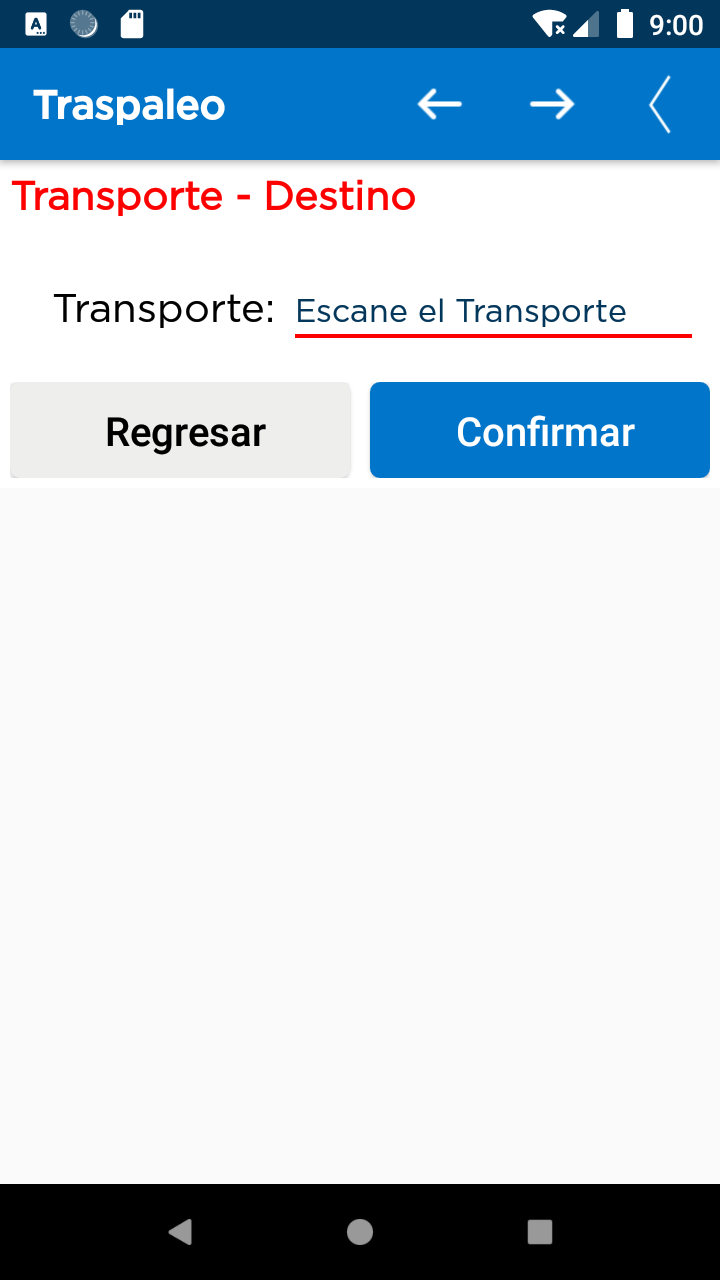 9:00
Traspaleo
Transporte - Destino
Transporte: Escane el Transporte
Regresar Confirmar